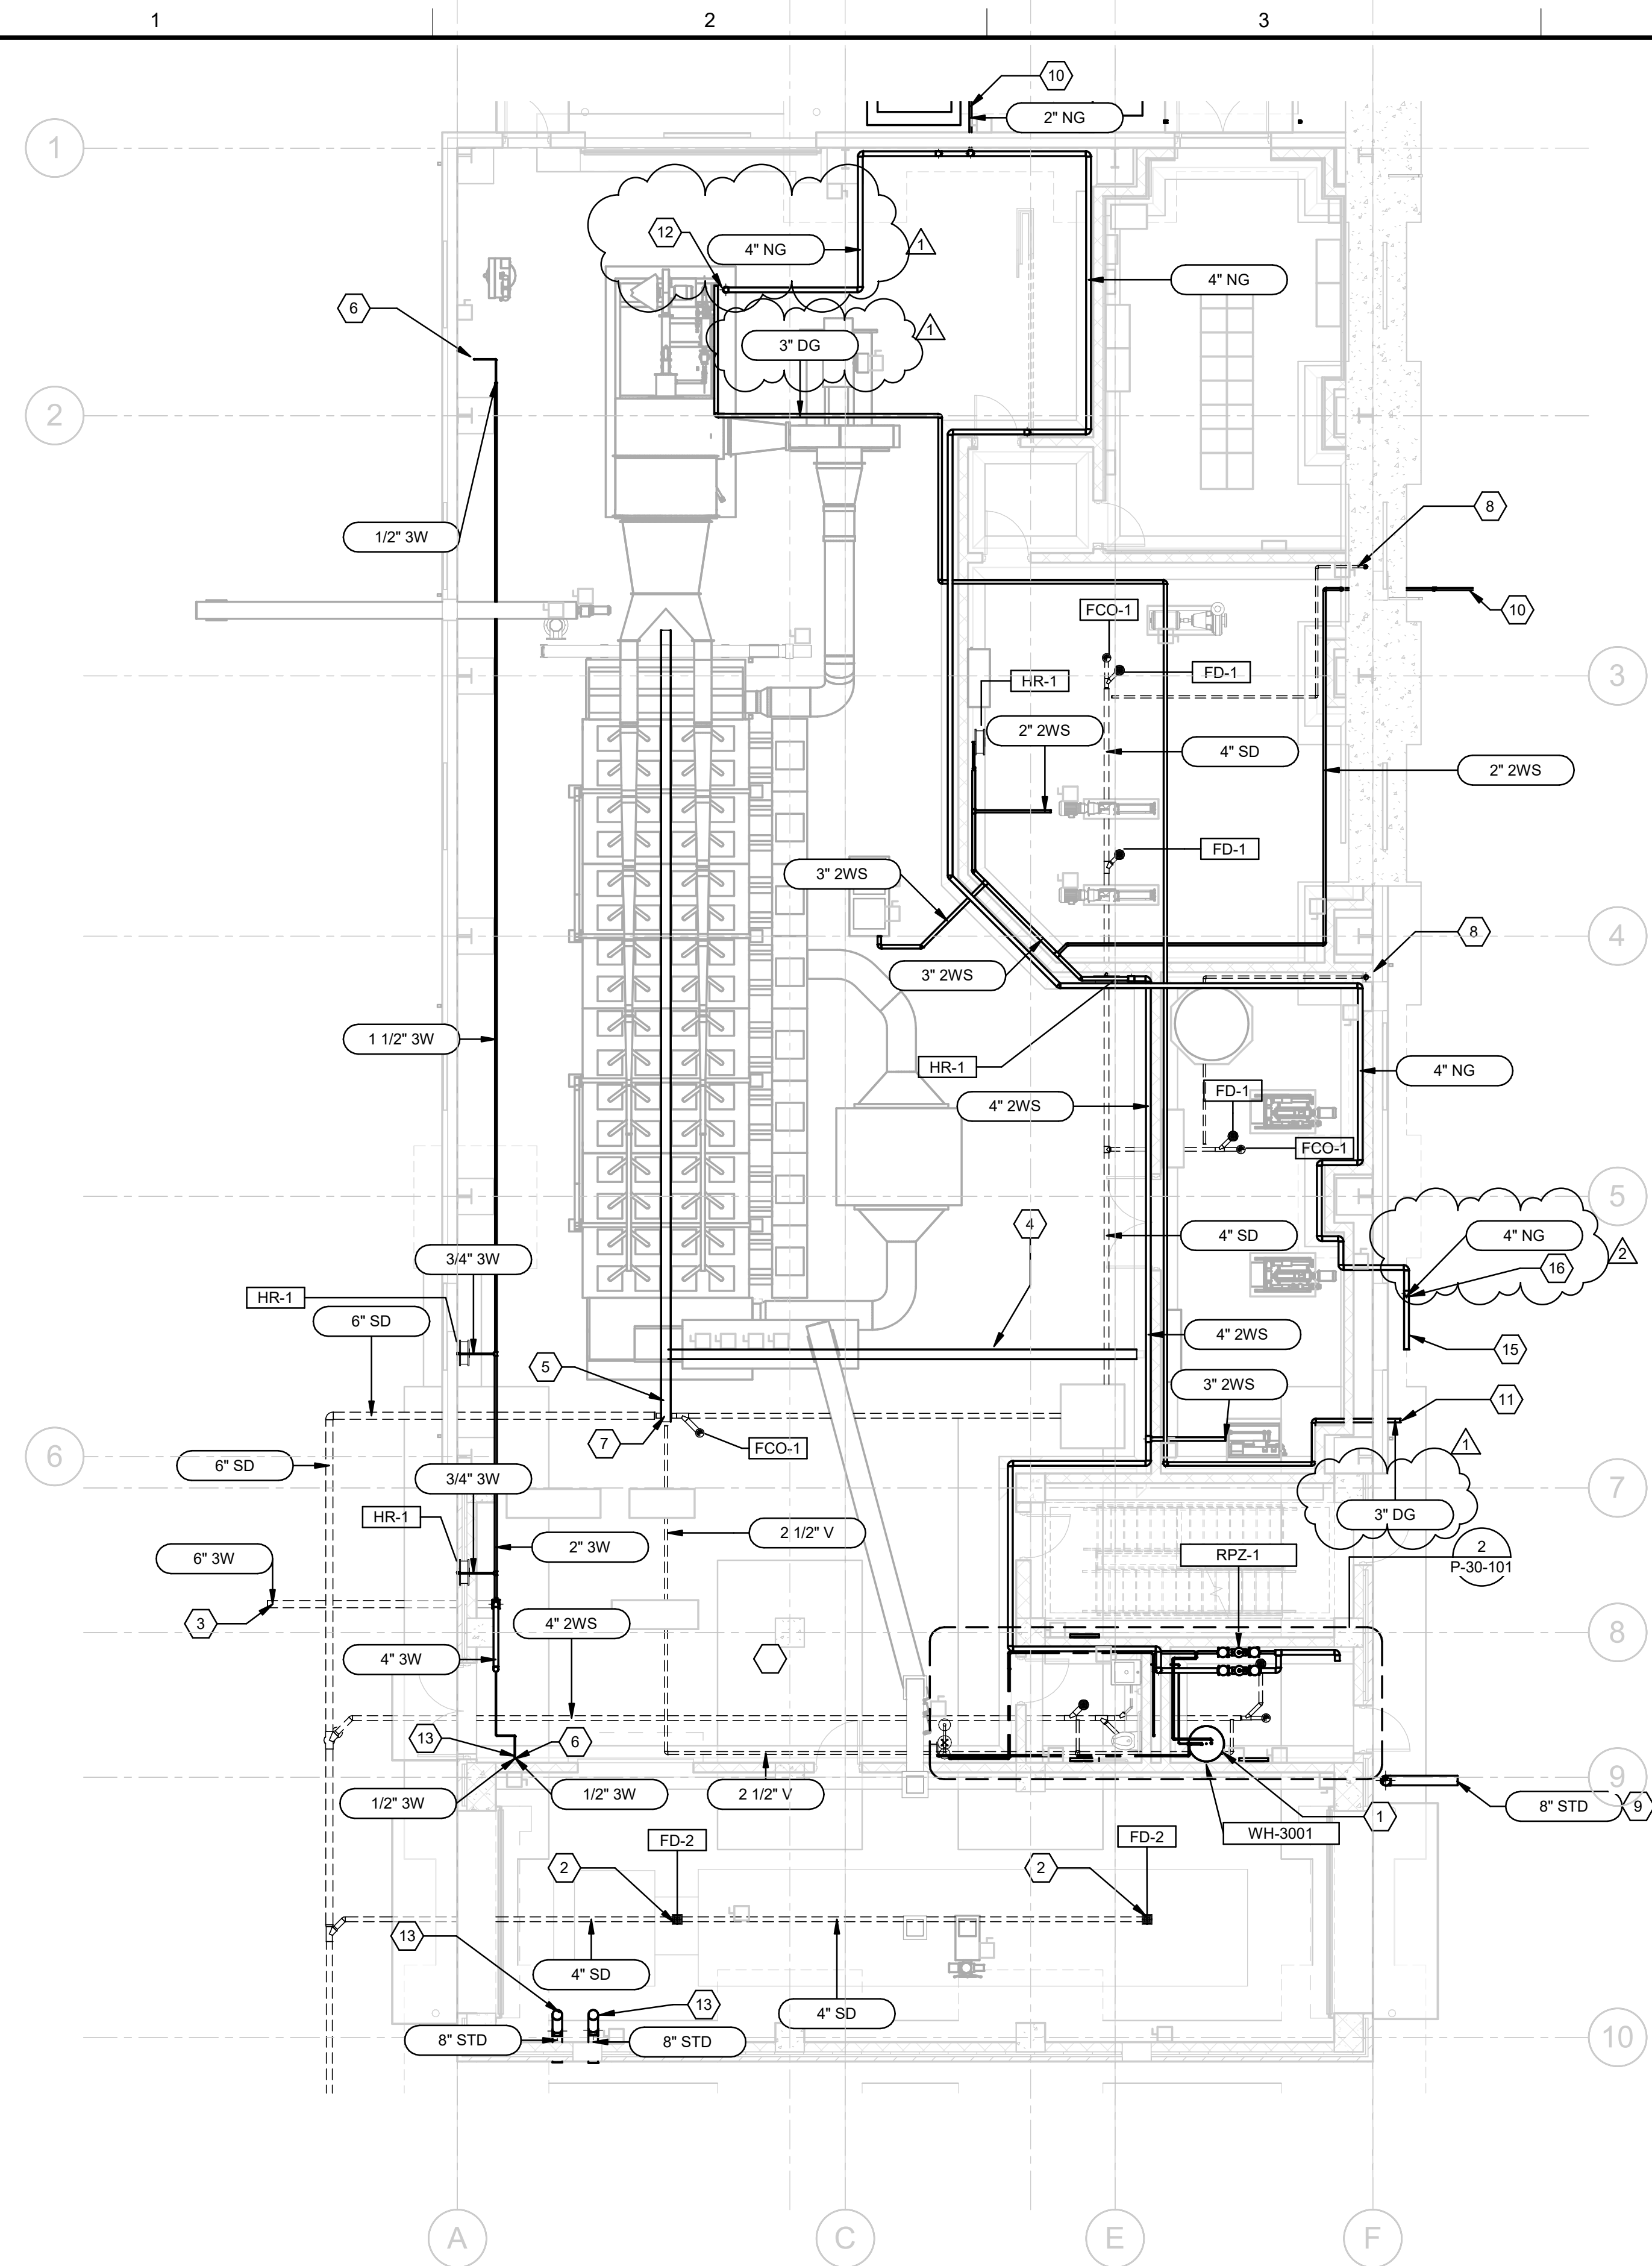 1
2
3
10
2" NG
1
12
4" NG
1
4" NG
6
1
3" DG
2
8
1/2" 3W
10
FCO-1
FD-1
3
HR-1
2" 2WS
4" SD
2" 2WS
FD-1
3" 2WS
8
4
3" 2WS
1 1/2" 3W
HR-1
4" NG
FD-1
4" 2WS
FCO-1
5
4
4" SD
4" NG
2
3/4" 3W
16
HR-1
6" SD
4" 2WS
15
5
3" 2WS
11
7
FCO-1
1
6
6" SD
3/4" 3W
7
HR-1
3" DG
2 1/2" V
2" 3W
2
P-30-101
RPZ-1
6" 3W
3
4" 2WS
8
4" 3W
13
6
9
1/2" 3W
1/2" 3W
2 1/2" V
8" STD
9
1
WH-3001
FD-2
FD-2
2
2
13
4" SD
13
4" SD
8" STD
8" STD
10
A
C
E
F